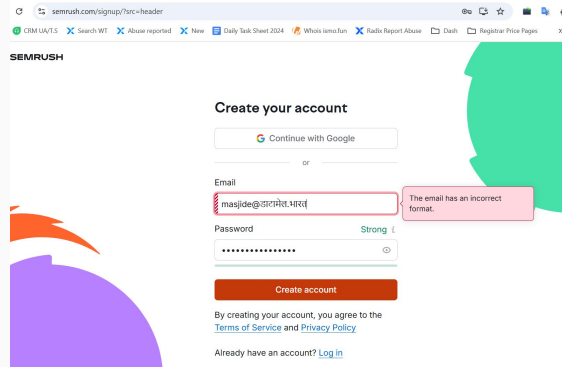 semrush.com/signup/?src=header
CRM UA/T.S Search WT Abuse reported New Daily Task Sheet 2024 Whois ismo.fun Radix Report Abuse Dash Registrar Price Pages
SEMRUSH
Create your account
Continue with Google
or
Email
masjide@डाटामेल.भारत
The email has an incorrect
format.
Password Strong i
Create account
By creating your account, you agree to the
Terms of Service and Privacy Policy
Already have an account? Log in